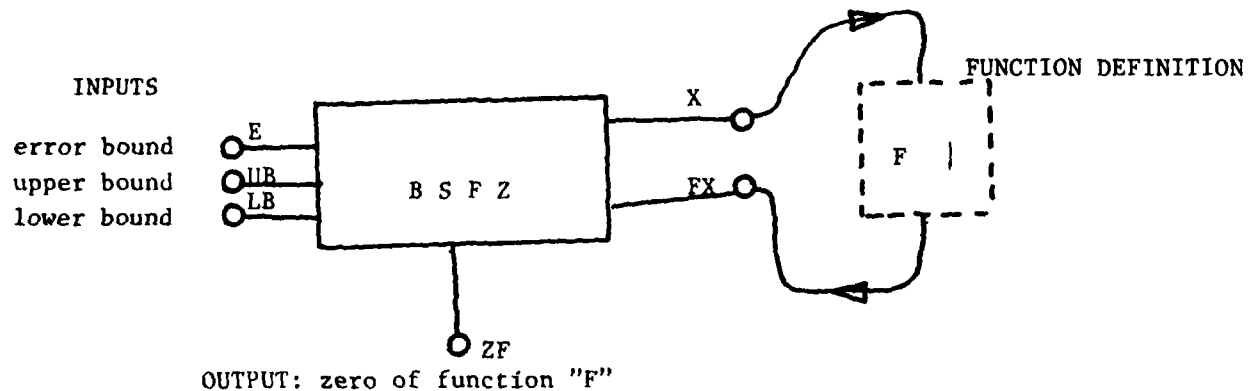 INPUTS
error bound
upper bound
lower bound
E
UB
LB
B S F Z
X
FX
FUNCTION DEFINITION
F
ZF
OUTPUT: zero of function "F"